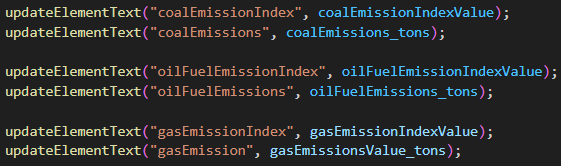 updateElementText("coalEmissionIndex", coalEmissionIndexValue);
updateElementText("coalEmissions", coalEmissions_tons);
updateElementText("oilFuelEmissionIndex", oilFuelEmissionIndexValue);
updateElementText("oilFuelEmissions", oilFuelEmissions_tons);
updateElementText("gasEmissionIndex", gasEmissionIndexValue);
updateElementText("gasEmission", gasEmissionsValue_tons);